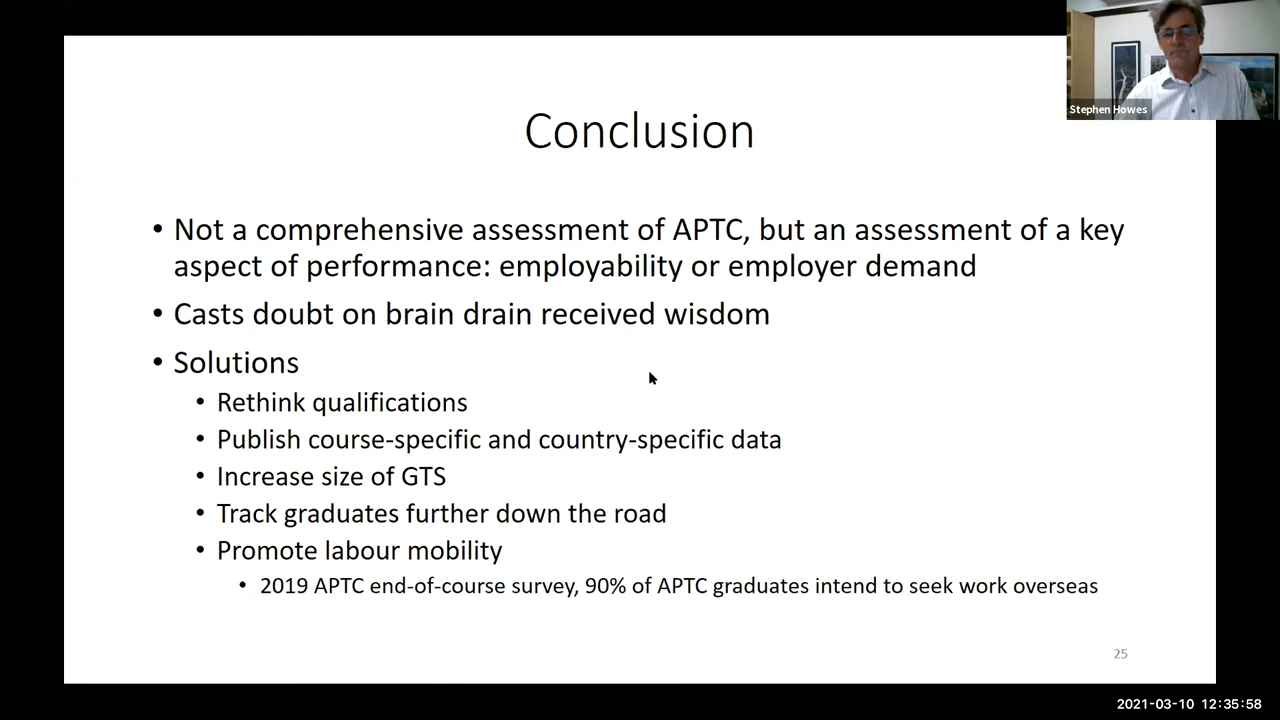 Stephen Howes
Conclusion
• Not a comprehensive assessment of APTC, but an assessment of a key
aspect of performance: employability or employer demand
• Casts doubt on brain drain received wisdom
• Solutions
• Rethink qualifications
• Publish course-specific and country-specific data
• Increase size of GTS
• Track graduates further down the road
• Promote labour mobility
• 2019 APTC end-of-course survey, 90% of APTC graduates intend to seek work overseas
25
2021-03-10 12:35:58